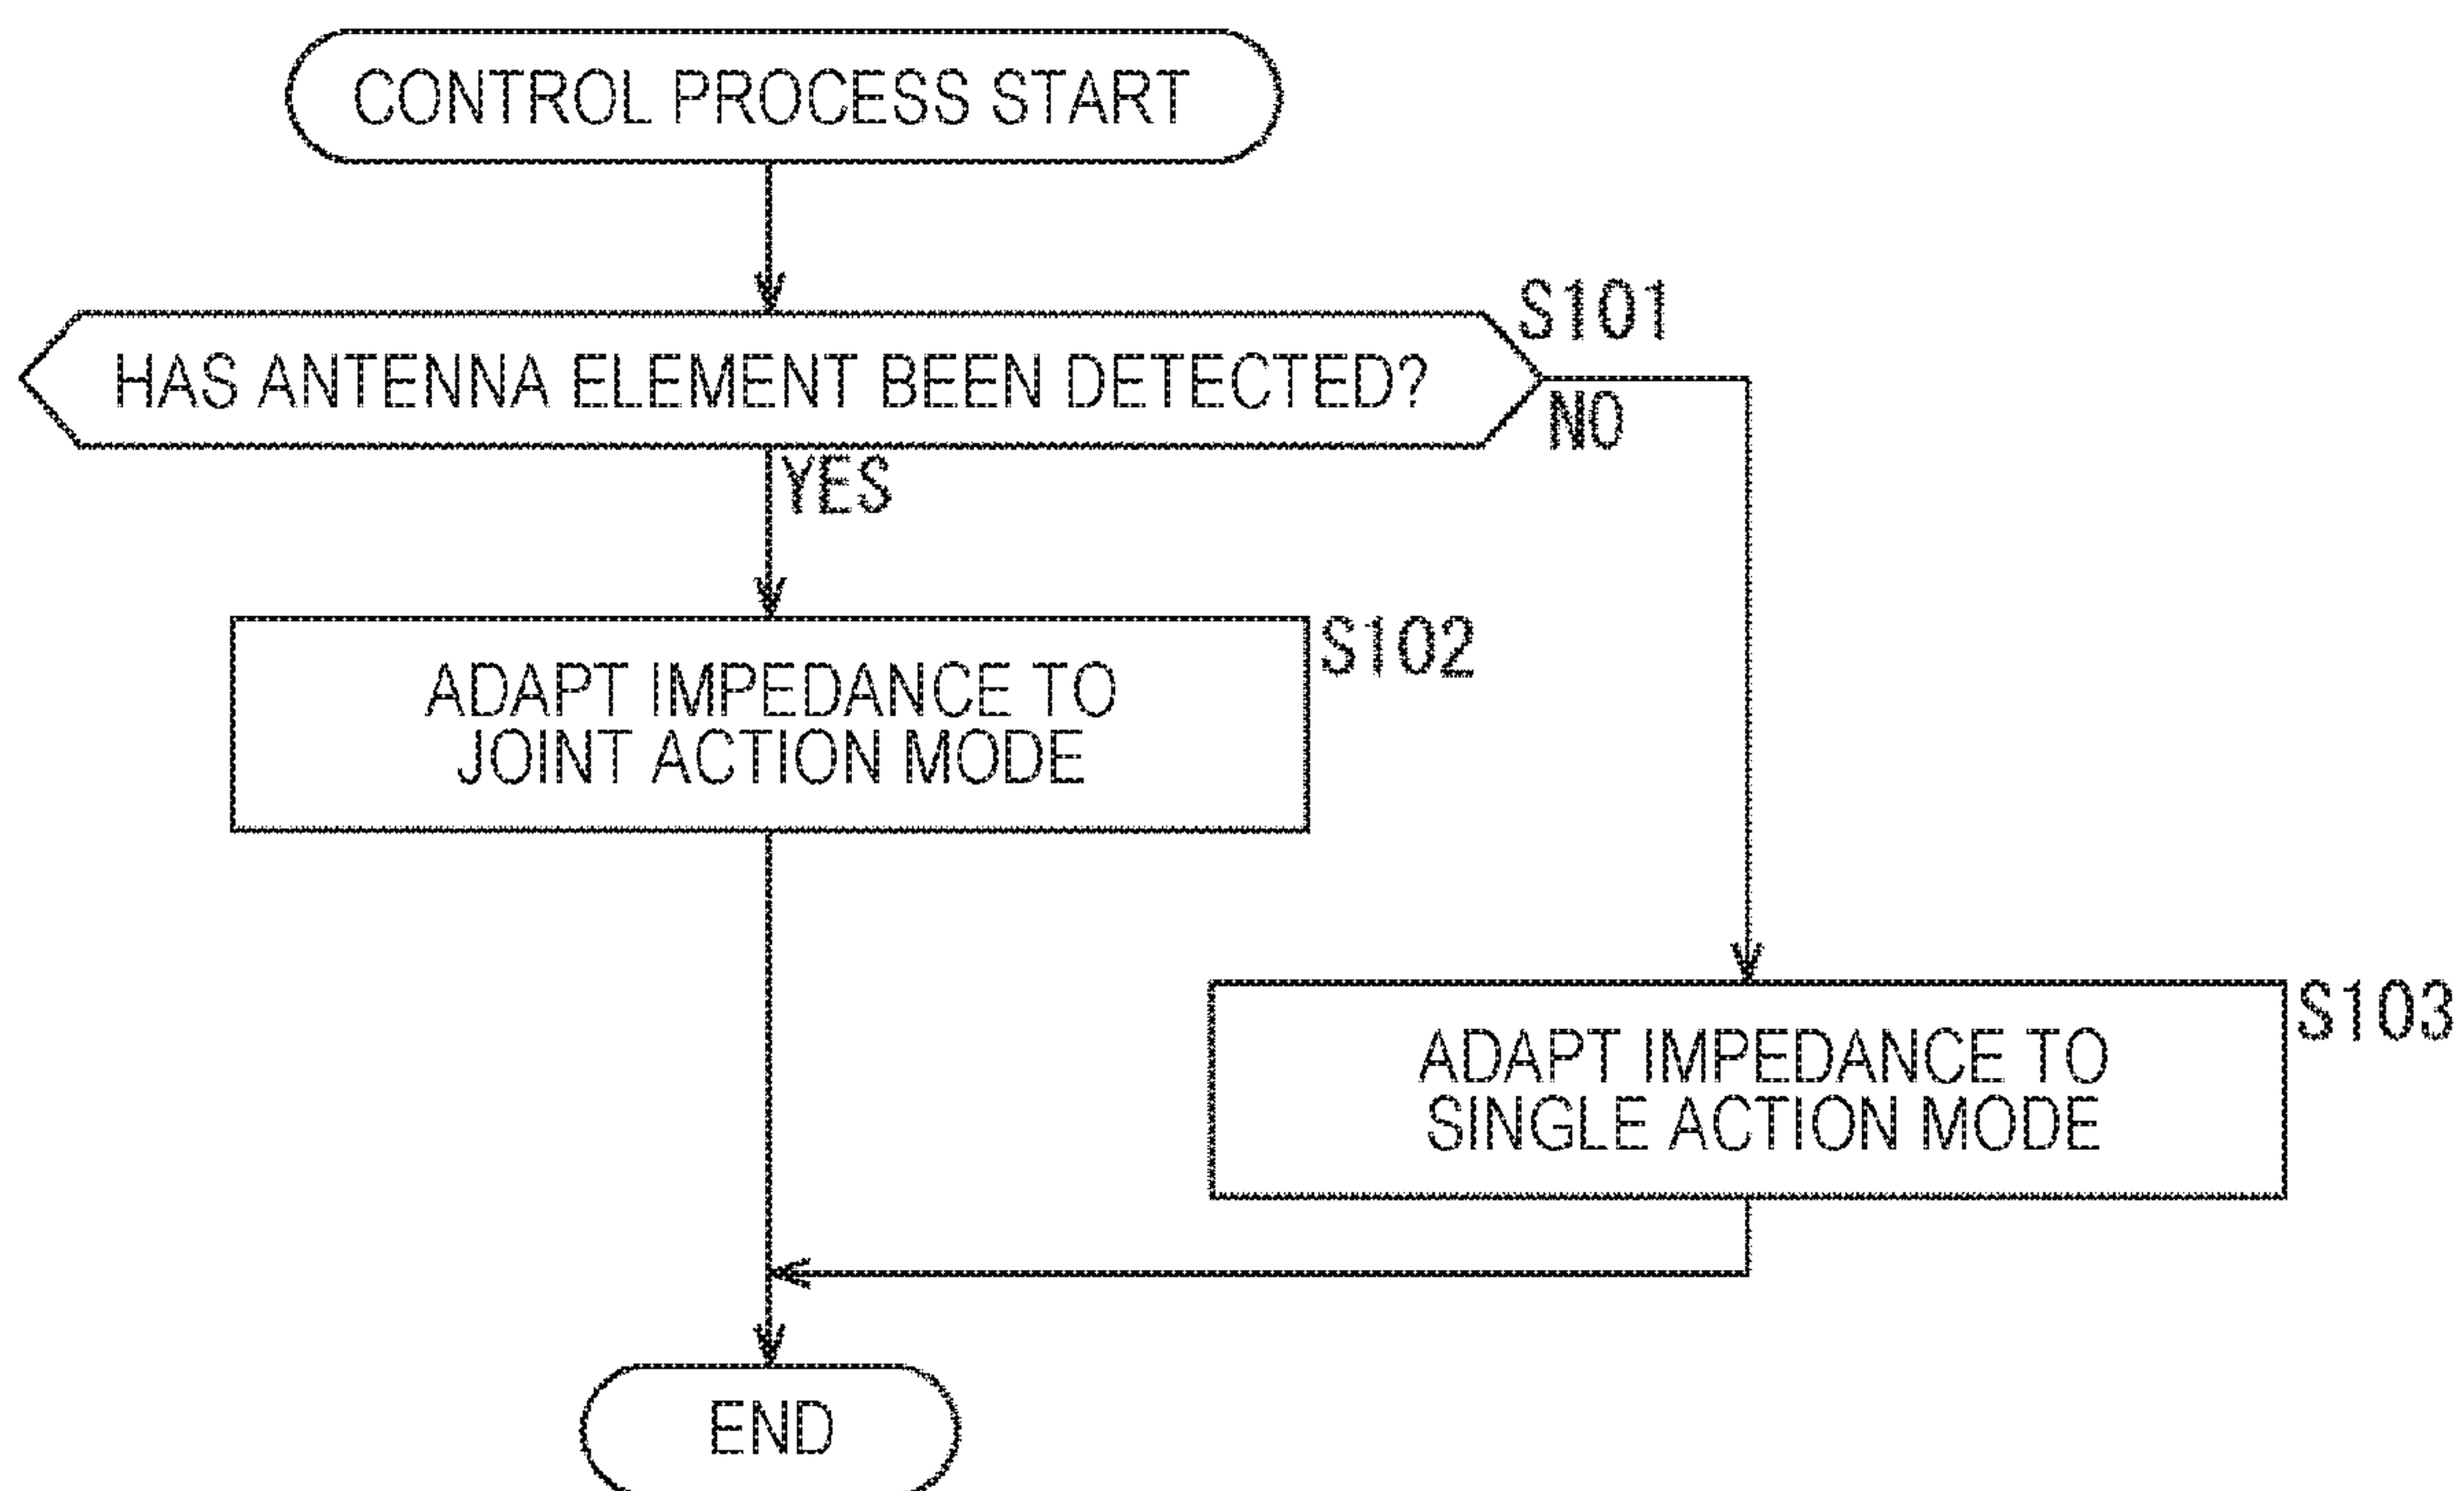 CONTROL PROCESS START
S101
HAS ANTENNA ELEMENT BEEN DETECTED?
NO
YES
S102
ADAPT IMPEDANCE TO
JOINT ACTION MODE
S103
ADAPT IMPEDANCE TO
SINGLE ACTION MODE
END